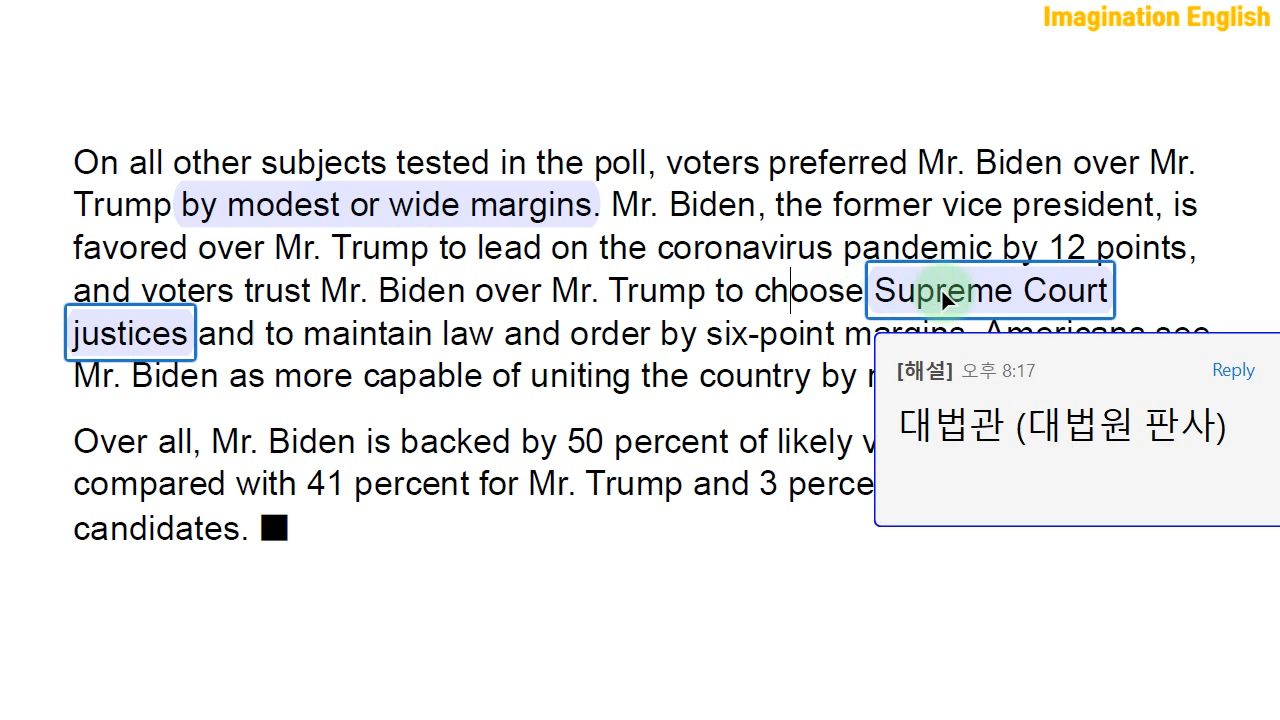 Imagination English
On all other subjects tested in the poll, voters preferred Mr. Biden over Mr.
Trump by modest or wide margins. Mr. Biden, the former vice president, is
favored over Mr. Trump to lead on the coronavirus pandemic by 12 points,
and voters trust Mr. Biden over Mr. Trump to choose Supreme Court
justices and to maintain law and order by six-point margins. Americans see
Mr. Biden as more capable of uniting the country by
Over all, Mr. Biden is backed by 50 percent of likely
compared with 41 percent for Mr. Trump and 3
candidates. ■
[해설] 오후 8:17 Reply
대법관 (대법원 판사)